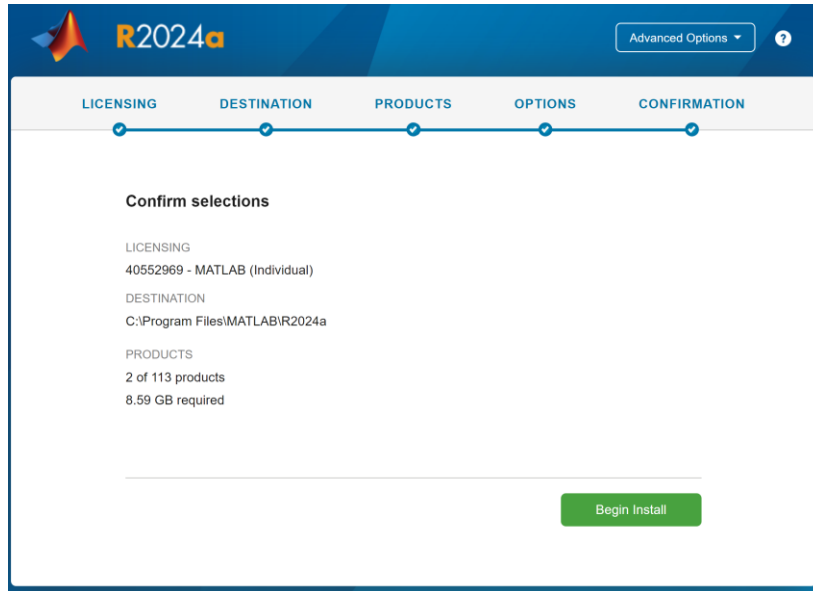 R2024a
Advanced Options
?
LICENSING DESTINATION PRODUCTS OPTIONS CONFIRMATION
Confirm selections
LICENSING
40552969 - MATLAB (Individual)
DESTINATION
C:\Program Files\MATLAB\R2024a
PRODUCTS
2 of 113 products
8.59 GB required
Begin Install